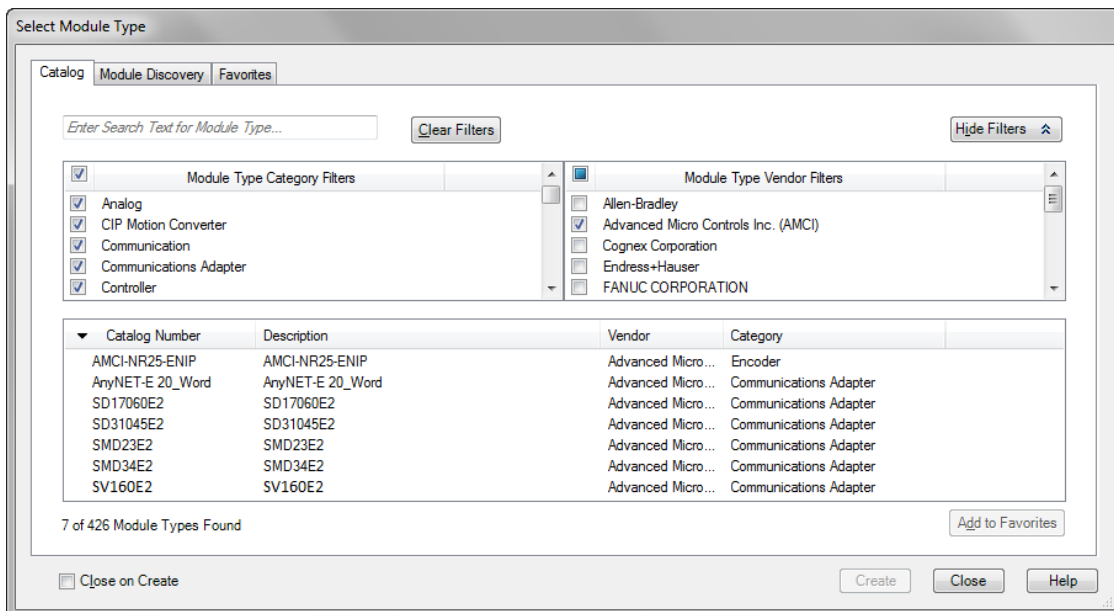 Select Module Type
Catalog Module Discovery Favorites
Enter Search Text for Module Type... Clear Filters Hide Filters
Module Type Category Filters Module Type Vendor Filters
Analog Allen-Bradley
CIP Motion Converter Advanced Micro Controls Inc. (AMCI)
Communication Cognex Corporation
Communications Adapter Endress+Hauser
Controller FANUC CORPORATION
Catalog Number Description Vendor Category
AMCI-NR25-ENIP AMCI-NR25-ENIP Advanced Micro... Encoder
AnyNET-E 20_Word AnyNET-E 20_Word Advanced Micro... Communications Adapter
SD17060E2 SD17060E2 Advanced Micro... Communications Adapter
SD31045E2 SD31045E2 Advanced Micro... Communications Adapter
SMD23E2 SMD23E2 Advanced Micro... Communications Adapter
SMD34E2 SMD34E2 Advanced Micro... Communications Adapter
SV160E2 SV160E2 Advanced Micro... Communications Adapter
7 of 426 Module Types Found Add to Favorites
Close on Create Create Close Help